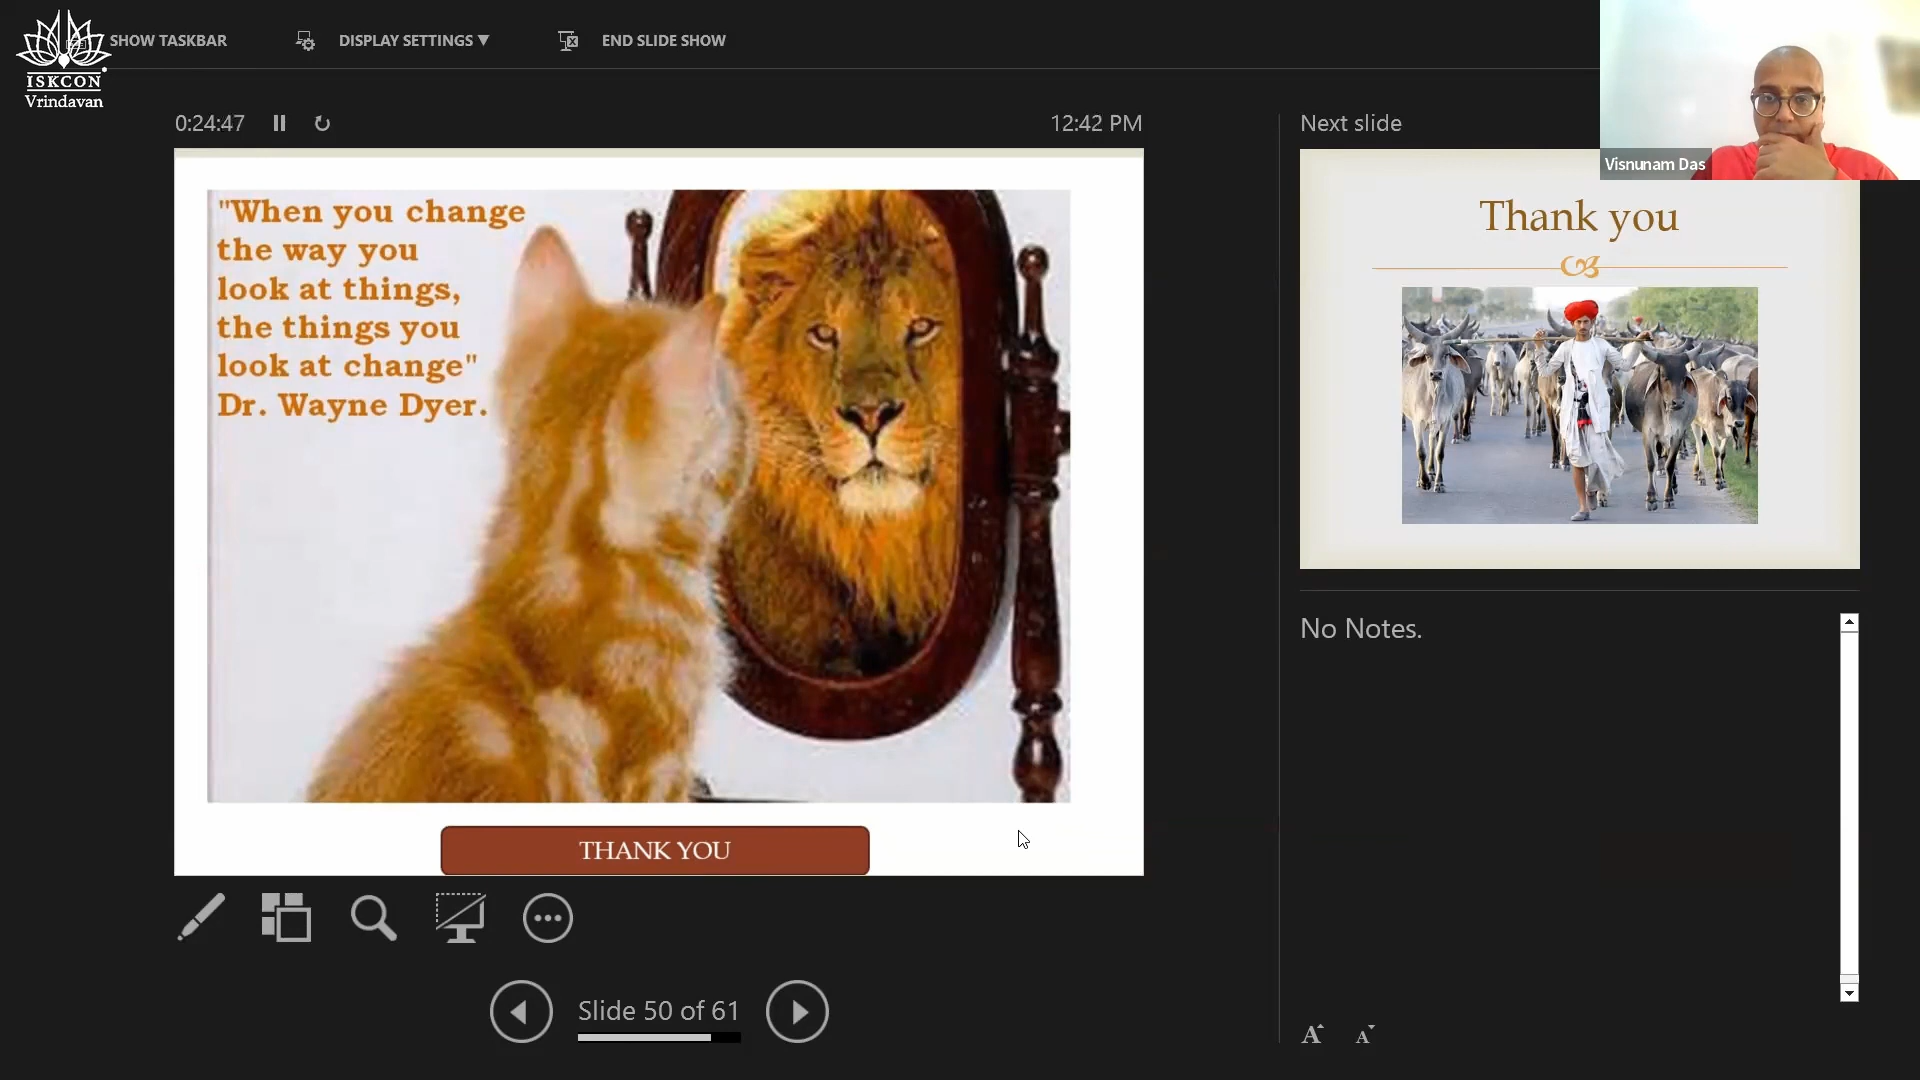 ISKCON
Vrindavan
SHOW TASKBAR
DISPLAY SETTINGS ▼
END SLIDE SHOW
0:24:47
12:42 PM
"When you change
the way you
look at things,
the things you
look at change"
Dr. Wayne Dyer.
THANK YOU
Slide 50 of 61
Next slide
Visnunam Das
Thank you
No Notes.
A
A